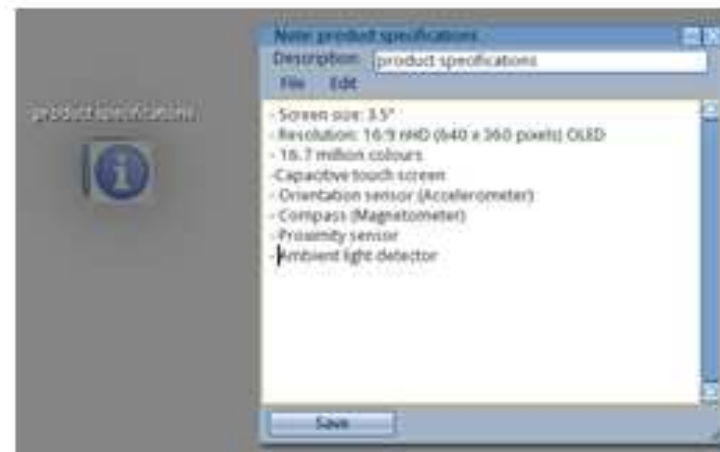 Note: product specifications
Description: product specifications
File Edit
product specifications
- Screen size: 3.5"
- Resolution: 16:9 nHD (640 x 360 pixels) OLED
- 16.7 million colours
-Capacitive touch screen
- Orientation sensor (Accelerometer)
- Compass (Magnetometer)
- Proximity sensor
- Ambient light detector
Save